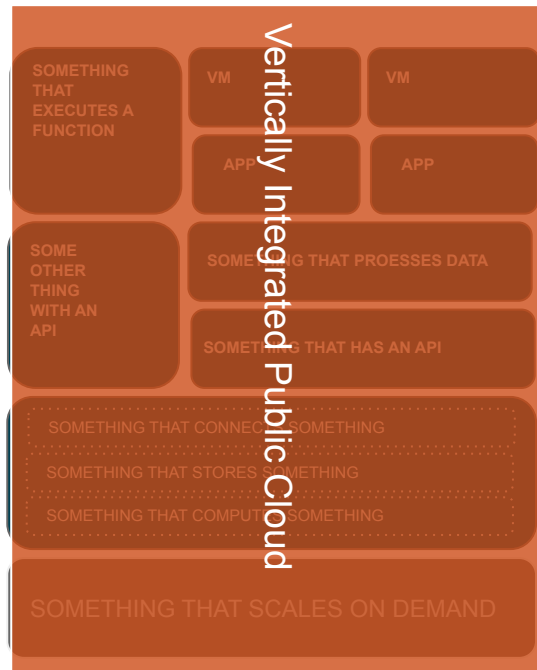 SOMETHING
THAT
EXECUTES A
FUNCTION
VM
VM
APP
APP
SOME
OTHER
THING
WITH AN
API
SOMETHING THAT PROESSES DATA
SOMETHING THAT HAS AN API
SOMETHING THAT CONNECTS SOMETHING
SOMETHING THAT STORES SOMETHING
SOMETHING THAT COMPUTES SOMETHING
SOMETHING THAT SCALES ON DEMAND
Vertically Integrated Public Cloud